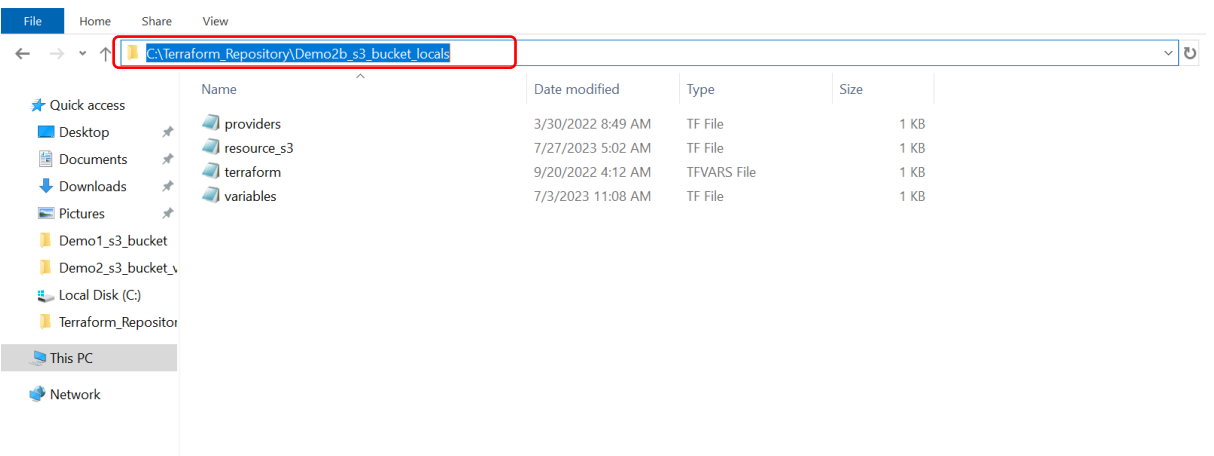 File Home Share View
C:\Terraform_Repository\Demo2b_s3_bucket_locals
Name Date modified Type Size
Quick access
Desktop
Documents
Downloads
Pictures
Demo1_s3_bucket
Demo2_s3_bucket_v
Local Disk (C:)
Terraform_Repositor
This PC
Network
providers 3/30/2022 8:49 AM TF File 1 KB
resource_s3 7/27/2023 5:02 AM TF File 1 KB
terraform 9/20/2022 4:12 AM TFVARS File 1 KB
variables 7/3/2023 11:08 AM TF File 1 KB